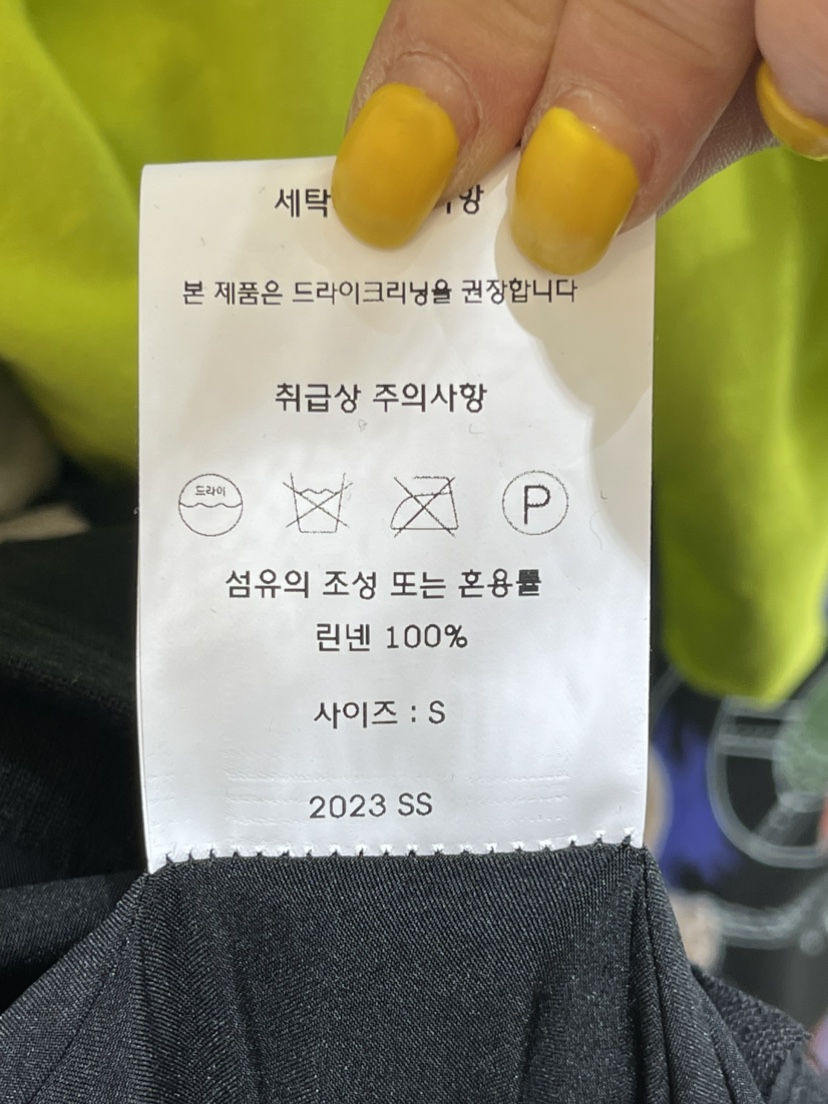 세탁
본 제품은 드라이크리닝을 권장합니다
취급상 주의사항
드라이
P
섬유의 조성 또는 혼용률
린넨 100%
사이즈 : S
2023 SS